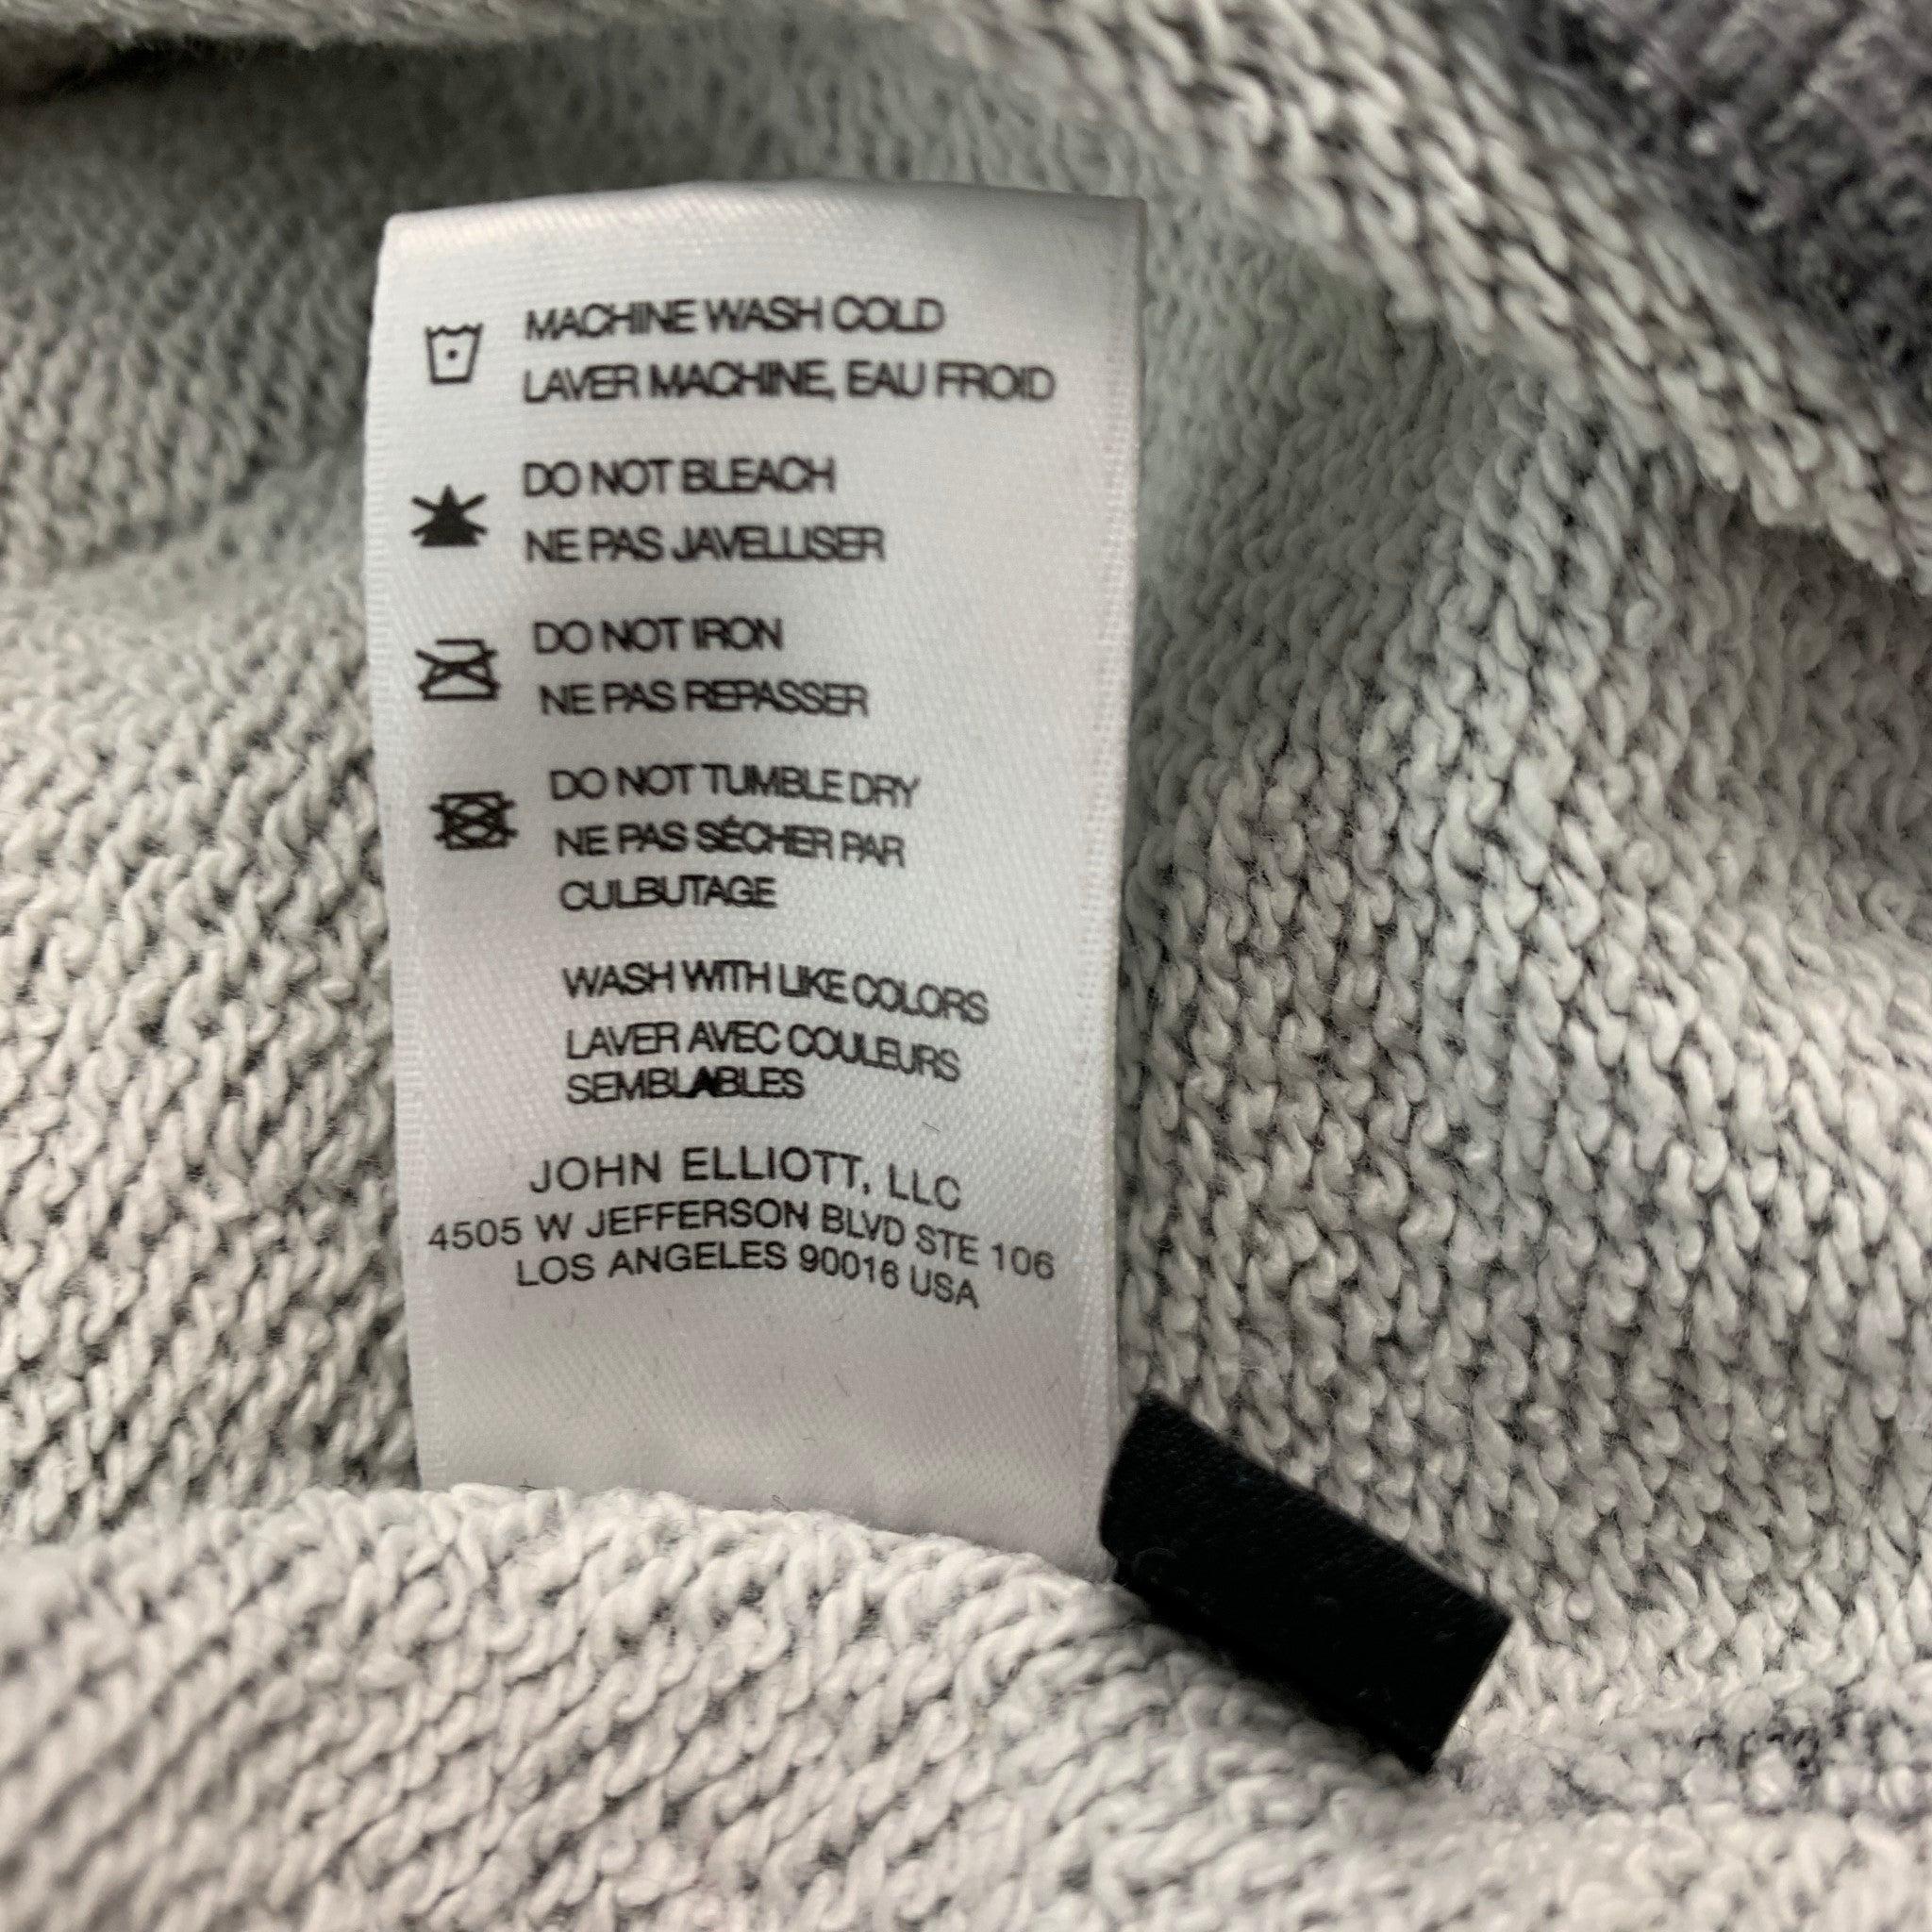 MACHINE WASH COLD
LAVER MACHINE, EAU FROID
DO NOT BLEACH
NE PAS JAVELLISER
DO NOT IRON
NE PAS REPASSER
DO NOT TUMBLE DRY
NE PAS SÉCHER PAR
CULBUTAGE
WASH WITH LIKE COLORS
LAVER AVEC COULEURS
SEMBLABLES
JOHN ELLIOTT, LLC
4505 W JEFFERSON BLVD STE 106
LOS ANGELES 90016 USA